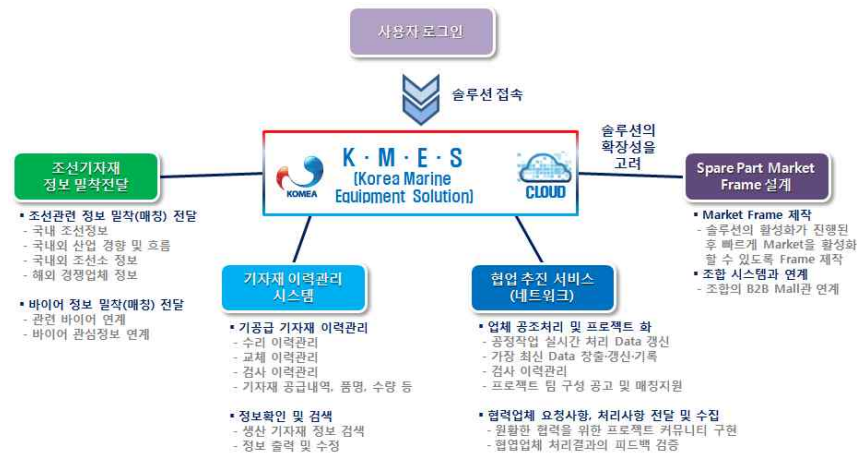 사용자 로그인
솔루션 접속
솔루션의
확장성을
고려
K·M·E·S
(Korea Marine
Equipment Solution)
KOMEA
CLOUD
조선기자재
정보 밀착전달
▪ 조선관련 정보 밀착(매칭) 전달
- 국내 조선정보
- 국내외 산업 경향 및 흐름
- 국내외 조선소 정보
- 해외 경쟁업체 정보
▪ 바이어 정보 밀착(매칭) 전달
- 관련 바이어 연계
- 바이어 관심정보 연계
기자재 이력관리
시스템
▪ 기공급 기자재 이력관리
- 수리 이력관리
- 교체 이력관리
- 검사 이력관리
- 기자재 공급내역, 품명, 수량 등
▪ 정보확인 및 검색
- 생산 기자재 정보 검색
- 정보 출력 및 수정
협업 추진 서비스
(네트워크)
▪ 업체 공조처리 및 프로젝트 화
- 공정작업 실시간 처리 Data 갱신
- 가장 최신 Data 창출·갱신·기록
- 검사 이력관리
- 프로젝트 팀 구성 공고 및 매칭지원
▪ 협력업체 요청사항, 처리사항 전달 및 수집
- 원활한 협력을 위한 프로젝트 커뮤니티 구현
- 협엽업체 처리결과의 피드백 검증
Spare Part Market
Frame 설계
▪ Market Frame 제작
- 솔루션의 활성화가 진행된
후 빠르게 Market을 활성화
할 수 있도록 Frame 제작
▪ 조합 시스템과 연계
- 조합의 B2B Mall관 연계